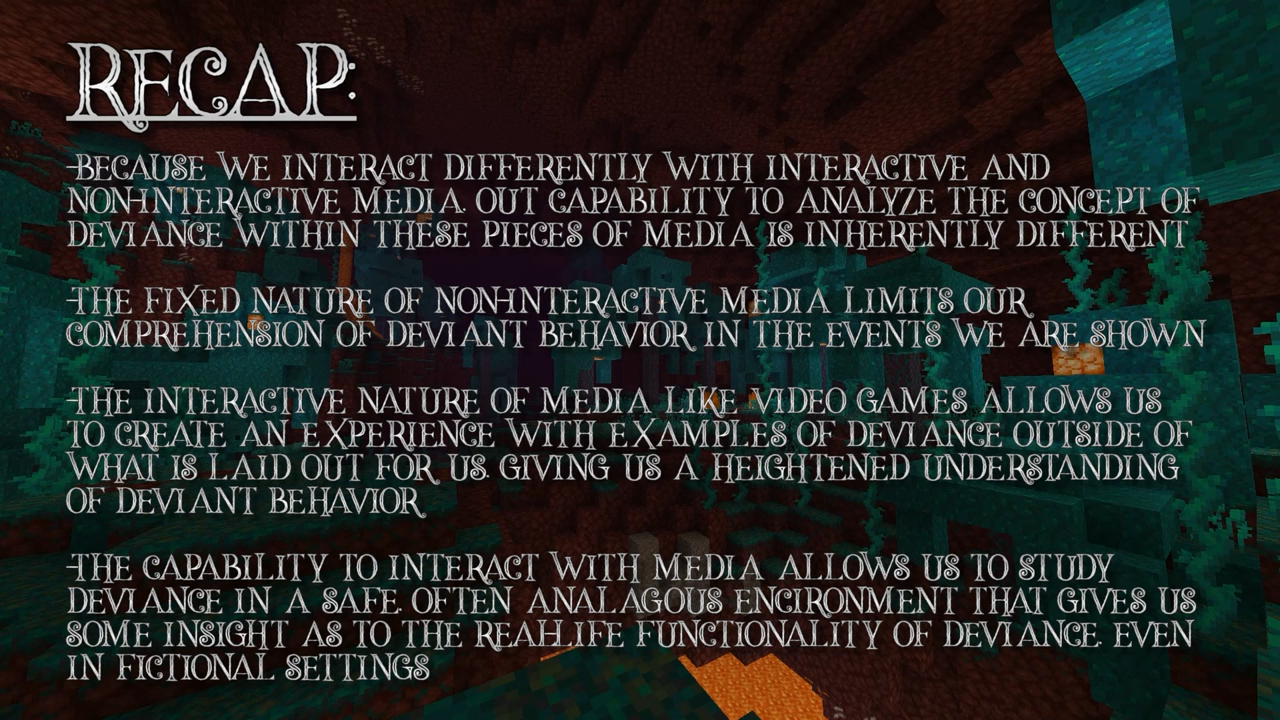 RECAP:
-BECAUSE WE INTERACT DIFFERENTLY WITH INTERACTIVE AND
NON-INTERACTIVE MEDIA, OUT CAPABILITY TO ANALYZE THE CONCEPT OF
DEVIANCE WITHIN THESE PIECES OF MEDIA IS INHERENTLY DIFFERENT
-THE FIXED NATURE OF NON-INTERACTIVE MEDIA LIMITS OUR
COMPREHENSION OF DEVIANT BEHAVIOR IN THE EVENTS WE ARE SHOWN
-THE INTERACTIVE NATURE OF MEDIA LIKE VIDEO GAMES ALLOWS US
TO CREATE AN EXPERIENCE WITH EXAMPLES OF DEVIANCE OUTSIDE OF
WHAT IS LAID OUT FOR US, GIVING US A HEIGHTENED UNDERSTANDING
OF DEVIANT BEHAVIOR
-THE CAPABILITY TO INTERACT WITH MEDIA ALLOWS US TO STUDY
DEVIANCE IN A SAFE, OFTEN ANALAGOUS ENCIRONMENT THAT GIVES US
SOME INSIGHT AS TO THE REAL-LIFE FUNCTIONALITY OF DEVIANCE, EVEN
IN FICTIONAL SETTINGS